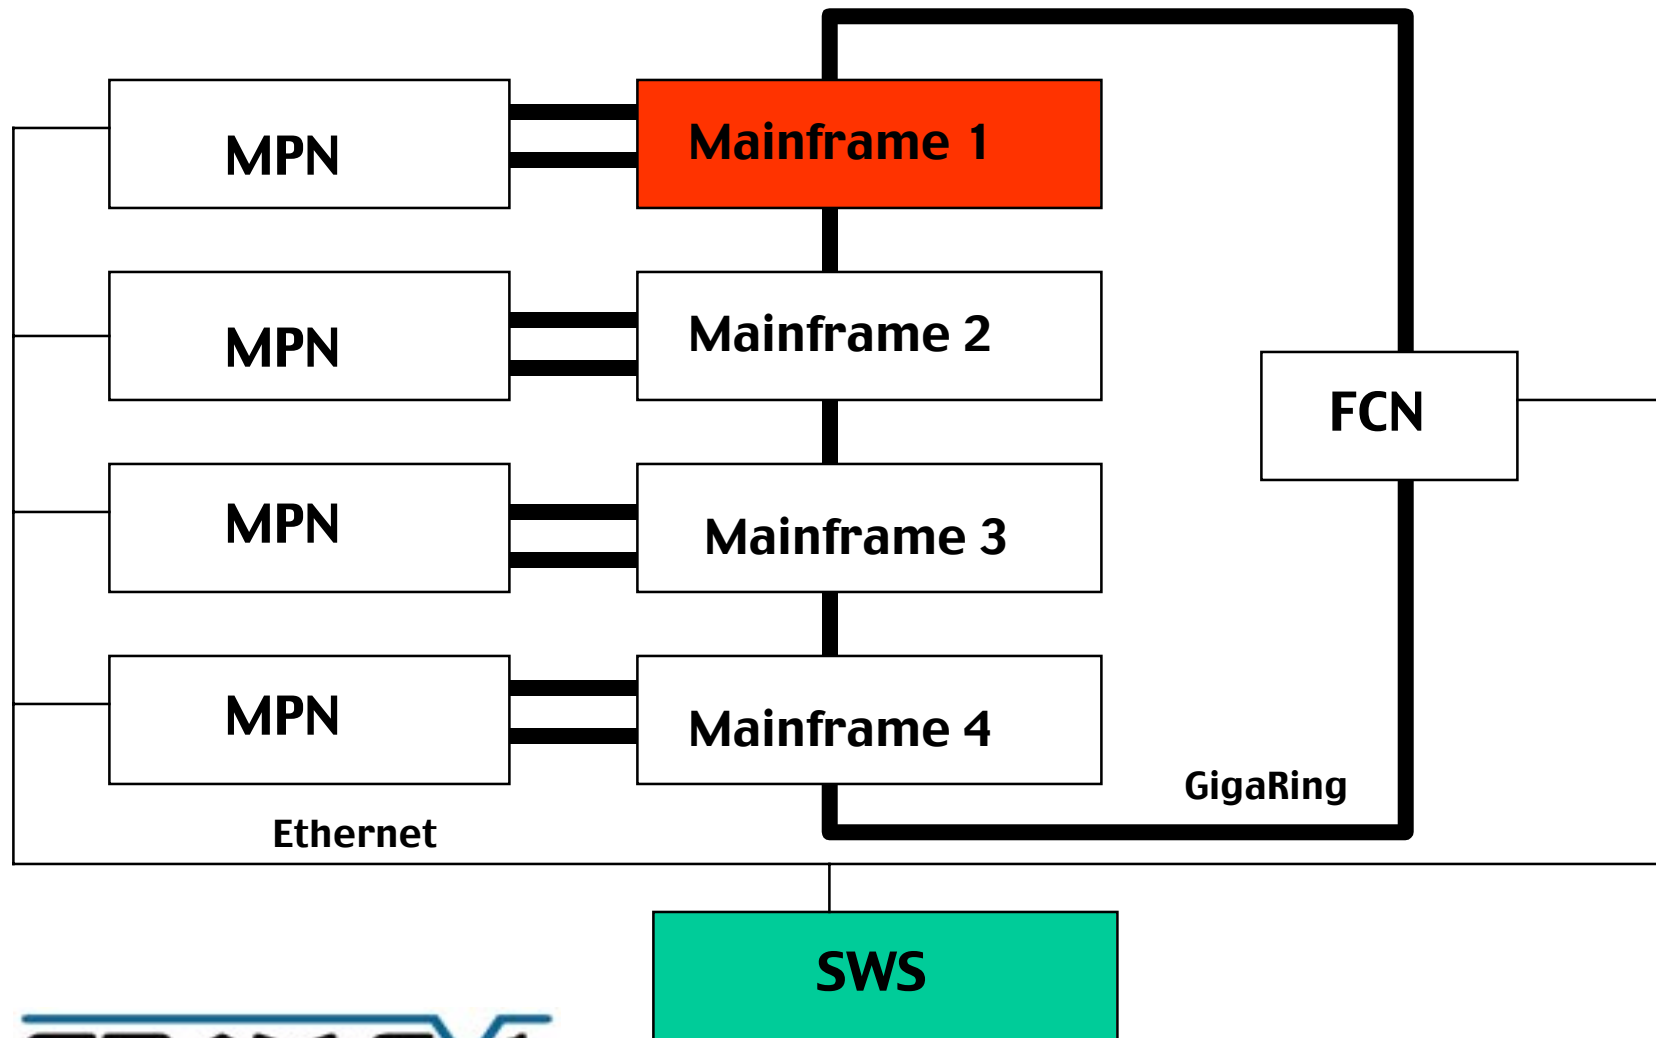 MPN
Mainframe 1
MPN
Mainframe 2
FCN
MPN
Mainframe 3
MPN
Mainframe 4
GigaRing
Ethernet
SWS